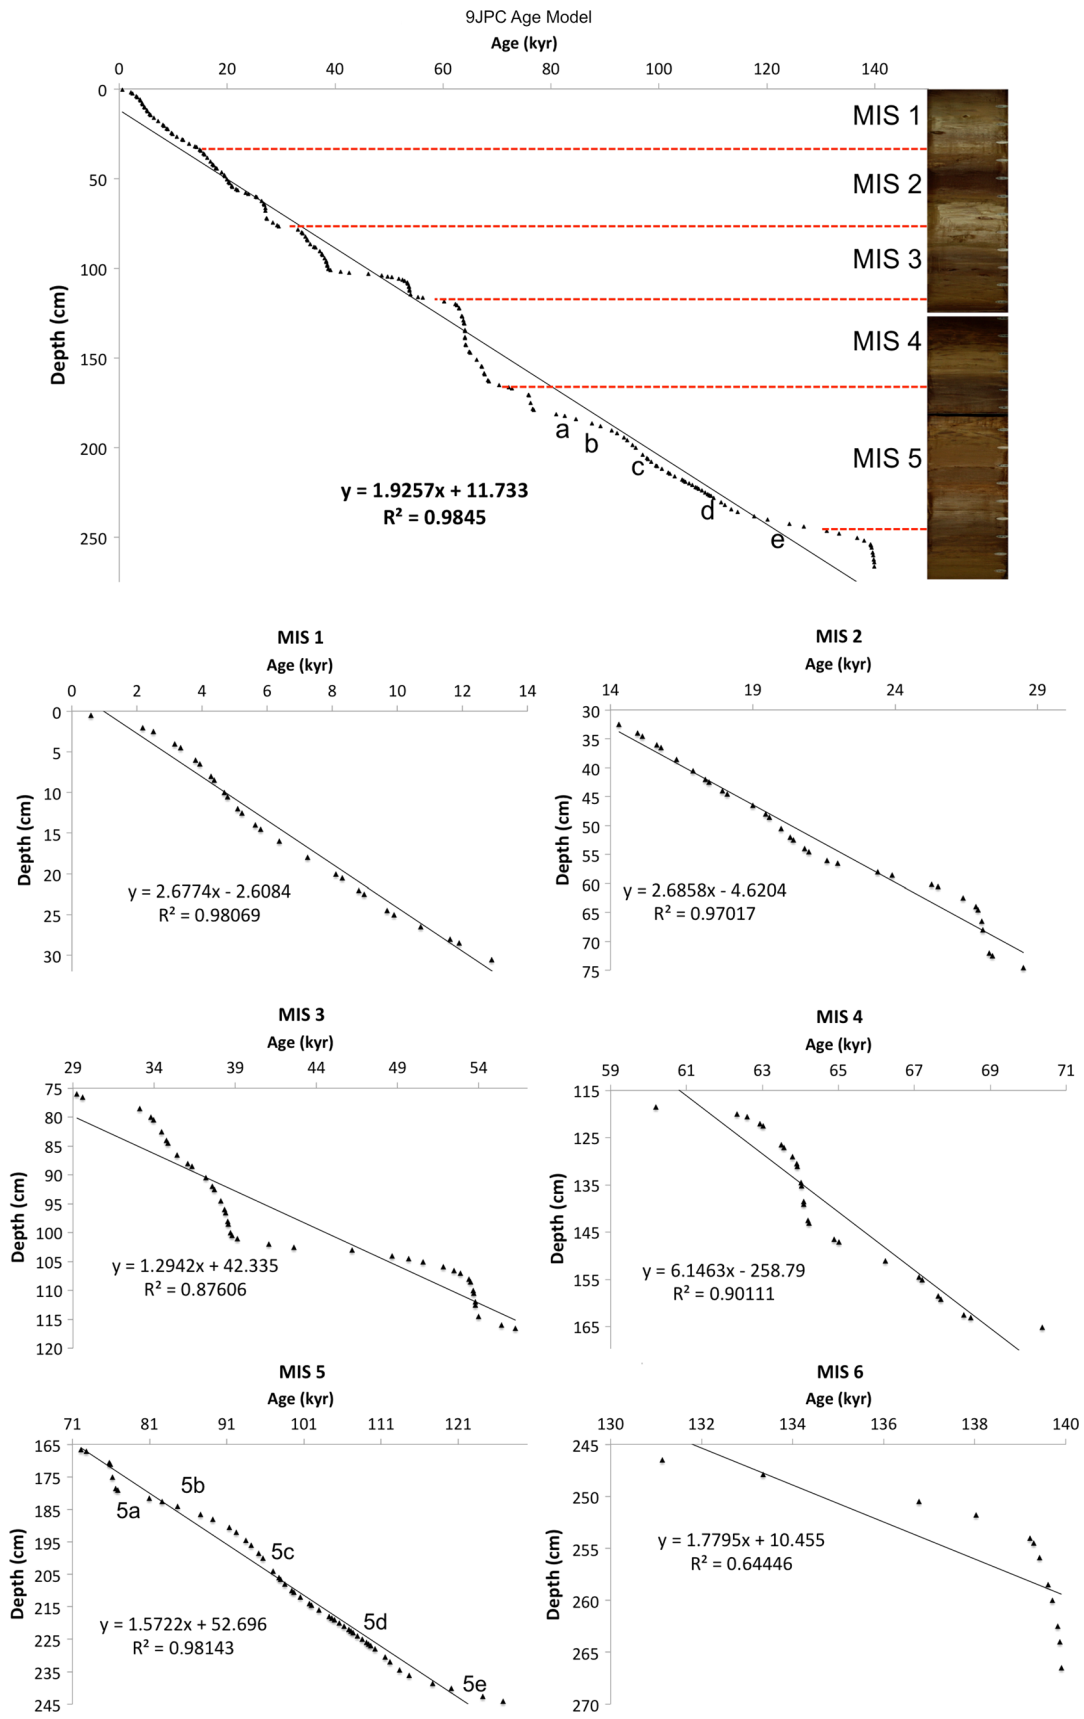 9JPC Age Model
Age (kyr)
0 20 40 60 80 100 120 140
0
50
100
150
200
250
Depth (cm)
MIS 1
MIS 2
MIS 3
MIS 4
MIS 5
a
b
c
d
e
y = 1.9257x + 11.733
R² = 0.9845
MIS 1
Age (kyr)
0 2 4 6 8 10 12 14
0
5
10
15
20
25
30
Depth (cm)
y = 2.6774x - 2.6084
R² = 0.98069
MIS 2
Age (kyr)
14 19 24 29
30
35
40
45
50
55
60
65
70
75
Depth (cm)
y = 2.6858x - 4.6204
R² = 0.97017
MIS 3
Age (kyr)
29 34 39 44 49 54
75
80
85
90
95
100
105
110
115
120
Depth (cm)
y = 1.2942x + 42.335
R² = 0.87606
MIS 4
Age (kyr)
59 61 63 65 67 69 71
115
125
135
145
155
165
Depth (cm)
y = 6.1463x - 258.79
R² = 0.90111
MIS 5
Age (kyr)
71 81 91 101 111 121
165
175
185
195
205
215
225
235
245
Depth (cm)
5a
5b
5c
5d
5e
y = 1.5722x + 52.696
R² = 0.98143
MIS 6
Age (kyr)
130 132 134 136 138 140
245
250
255
260
265
270
Depth (cm)
y = 1.7795x + 10.455
R² = 0.64446